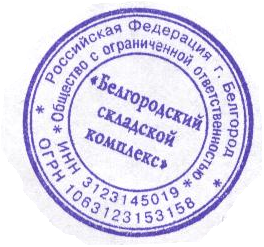 * Российская Федерация г. Белгород *
ОГРН 1063123153158
* Общество с ограниченной ответственностью *
ИНН 3123145019
«Белгородский
складской
комплекс»